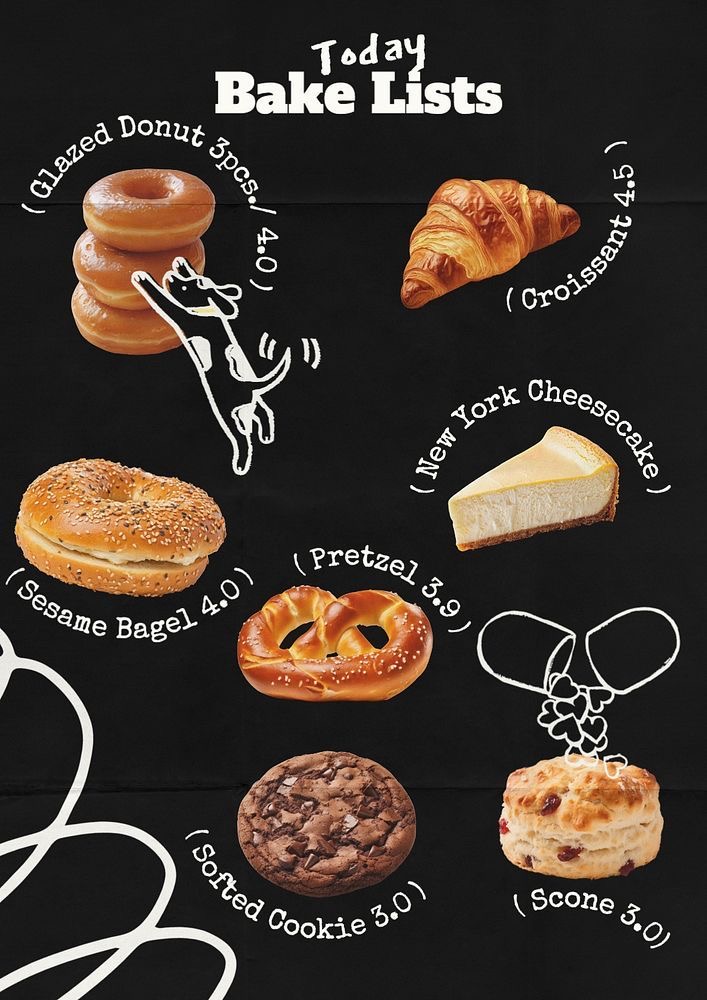 Today
Bake Lists
( Glazed Donut 3pcs./ 4.0 )
( Croissant 4.5 )
( New York Cheesecake )
( Sesame Bagel 4.0 )
( Pretzel 3.9 )
( Softed Cookie 3.0 )
( Scone 3.0)